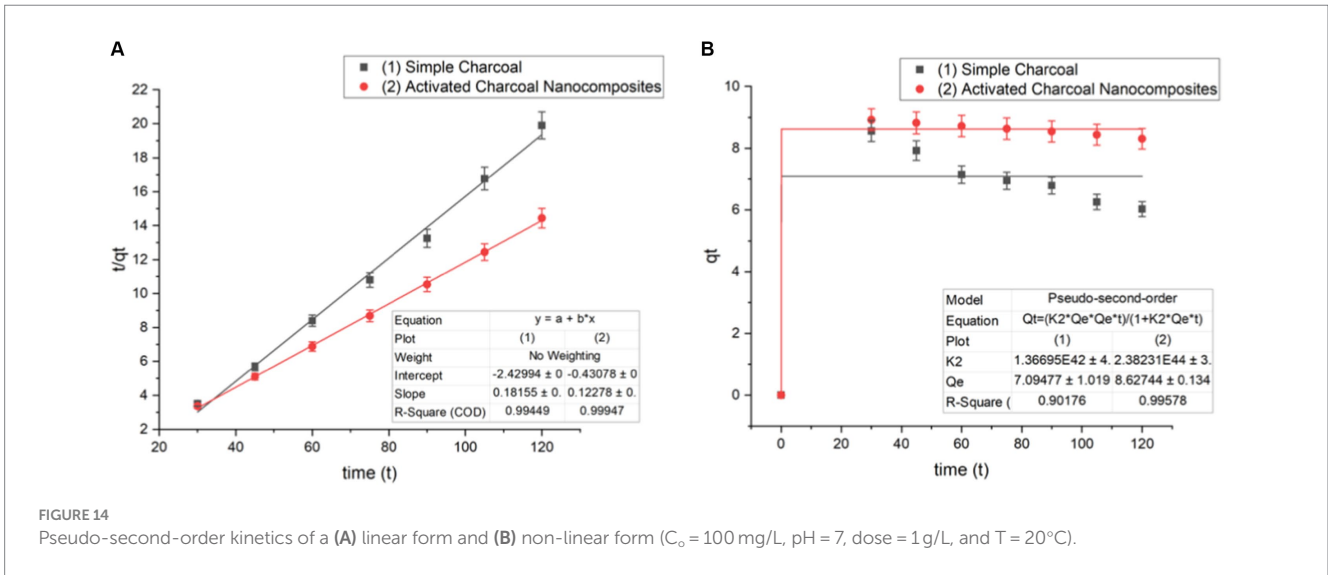 A
(1) Simple Charcoal
(2) Activated Charcoal Nanocomposites
22
20
18
16
14
12
10
8
6
4
2
t/qt
20
40
60
80
100
120
time (t)
Equation y = a + b*x
Plot (1) (2)
Weight No Weighting
Intercept -2.42994 ± 0 -0.43078 ± 0
Slope 0.18155 ± 0. 0.12278 ± 0.
R-Square (COD) 0.99449 0.99947
B
(1) Simple Charcoal
(2) Activated Charcoal Nanocomposites
10
8
6
4
2
0
qt
0
20
40
60
80
100
120
time (t)
Model Pseudo-second-order
Equation Qt=(K2*Qe*Qe*t)/(1+K2*Qe*t)
Plot (1) (2)
K2 1.36695E42 ± 4. 2.38231E44 ± 3.
Qe 7.09477 ± 1.019 8.62744 ± 0.134
R-Square ( 0.90176 0.99578
FIGURE 14
Pseudo-second-order kinetics of a (A) linear form and (B) non-linear form (Co = 100 mg/L, pH = 7, dose = 1 g/L, and T = 20°C).